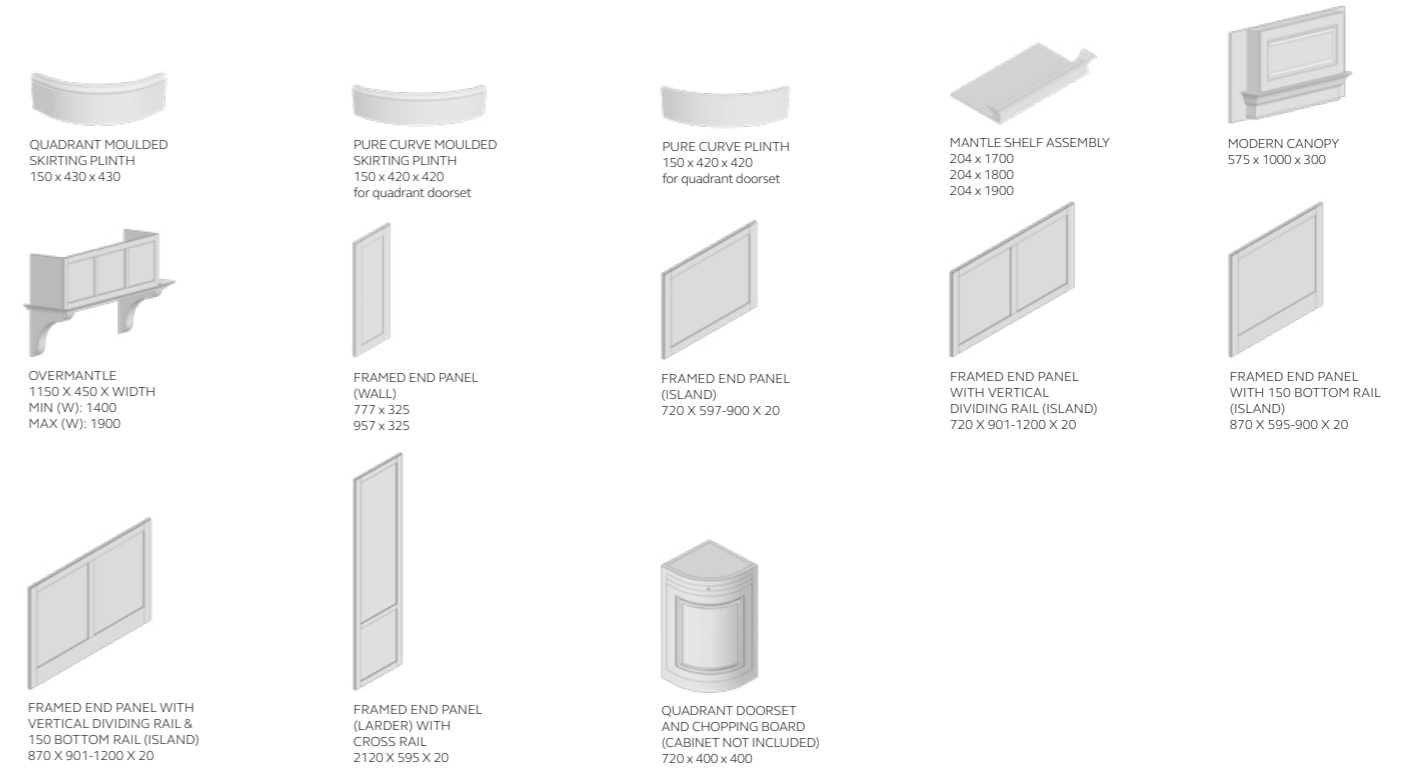 QUADRANT MOULDED
SKIRTING PLINTH
150 x 430 x 430
PURE CURVE MOULDED
SKIRTING PLINTH
150 x 420 x 420
for quadrant doorset
PURE CURVE PLINTH
150 x 420 x 420
for quadrant doorset
MANTLE SHELF ASSEMBLY
204 x 1700
204 x 1800
204 x 1900
MODERN CANOPY
575 x 1000 x 300
OVERMANTLE
1150 X 450 X WIDTH
MIN (W): 1400
MAX (W): 1900
FRAMED END PANEL
(WALL)
777 x 325
957 x 325
FRAMED END PANEL
(ISLAND)
720 X 597-900 X 20
FRAMED END PANEL
WITH VERTICAL
DIVIDING RAIL (ISLAND)
720 X 901-1200 X 20
FRAMED END PANEL
WITH 150 BOTTOM RAIL
(ISLAND)
870 X 595-900 X 20
FRAMED END PANEL WITH
VERTICAL DIVIDING RAIL &
150 BOTTOM RAIL (ISLAND)
870 X 901-1200 X 20
FRAMED END PANEL
(LARDER) WITH
CROSS RAIL
2120 X 595 X 20
QUADRANT DOORSET
AND CHOPPING BOARD
(CABINET NOT INCLUDED)
720 x 400 x 400